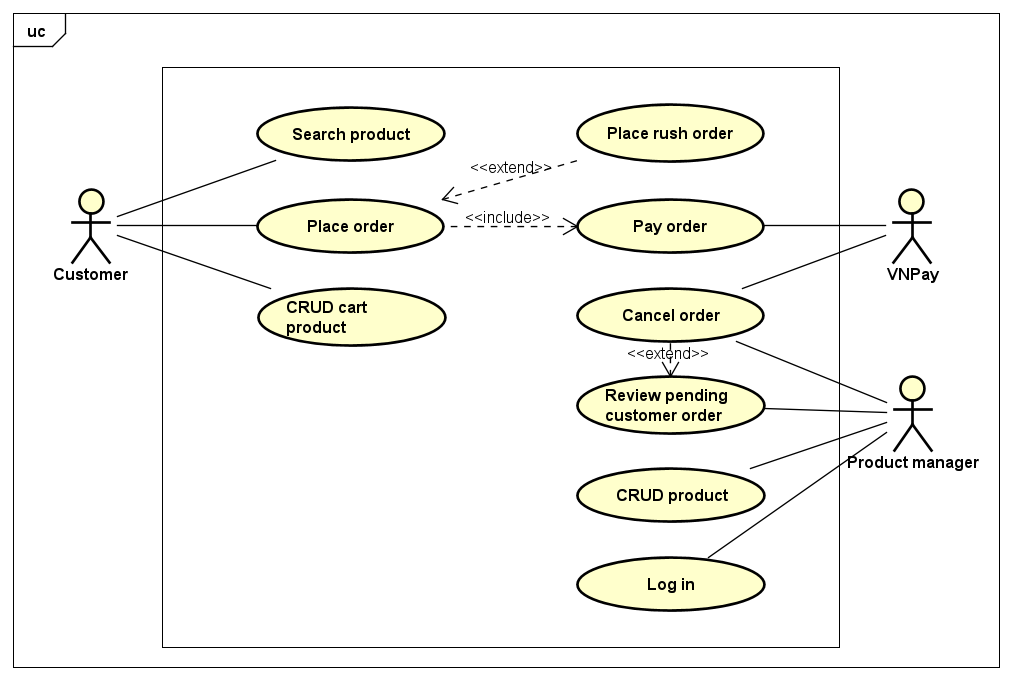 uc
Search product
Place rush order
<<extend>>
Place order
<<include>>
Pay order
Customer
VNPay
CRUD cart
product
Cancel order
<<extend>>
Review pending
customer order
Product manager
CRUD product
Log in